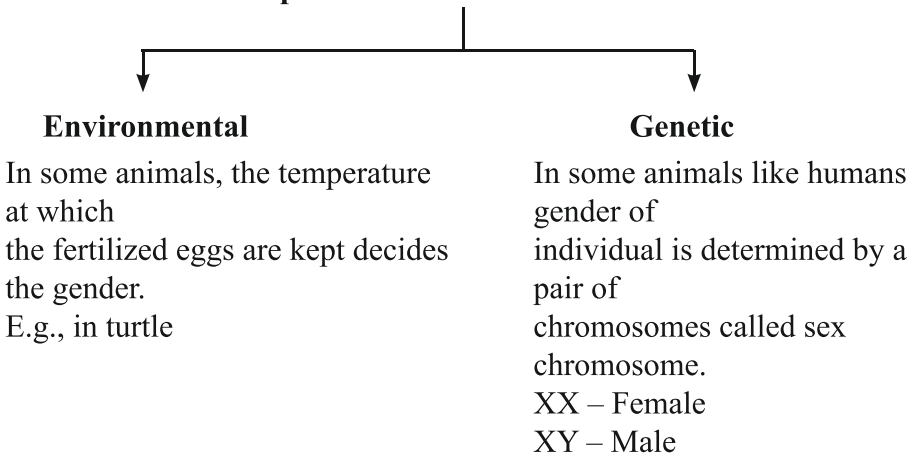 Environmental
In some animals, the temperature
at which
the fertilized eggs are kept decides
the gender.
E.g., in turtle
Genetic
In some animals like humans
gender of
individual is determined by a
pair of
chromosomes called sex
chromosome.
XX – Female
XY – Male